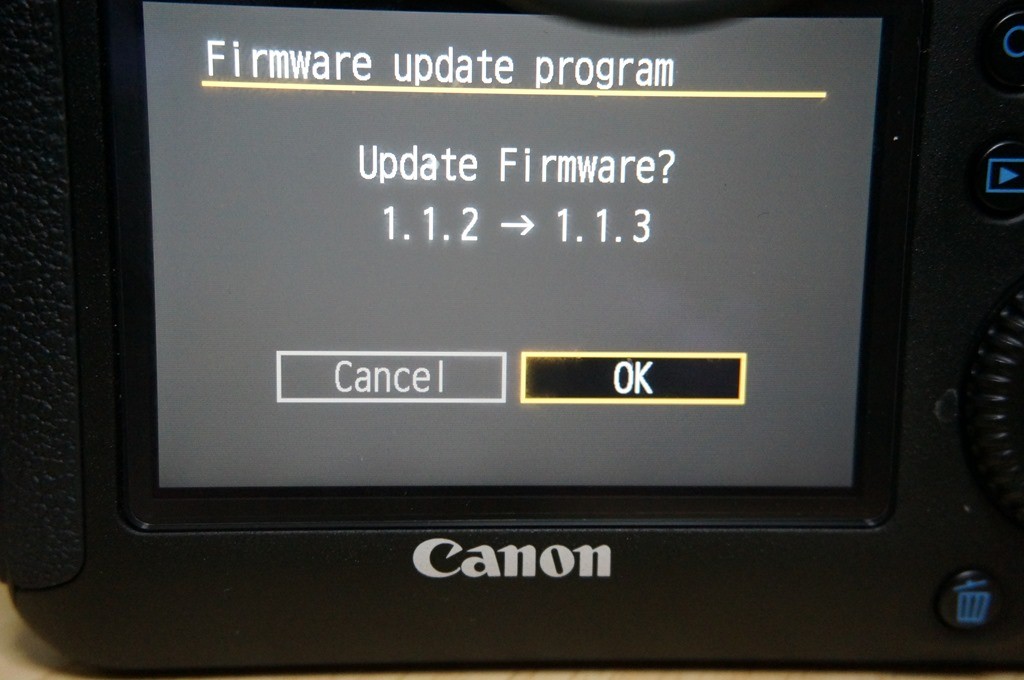 Firmware update program
Update Firmware?
1.1.2 → 1.1.3
Cancel
OK
Canon